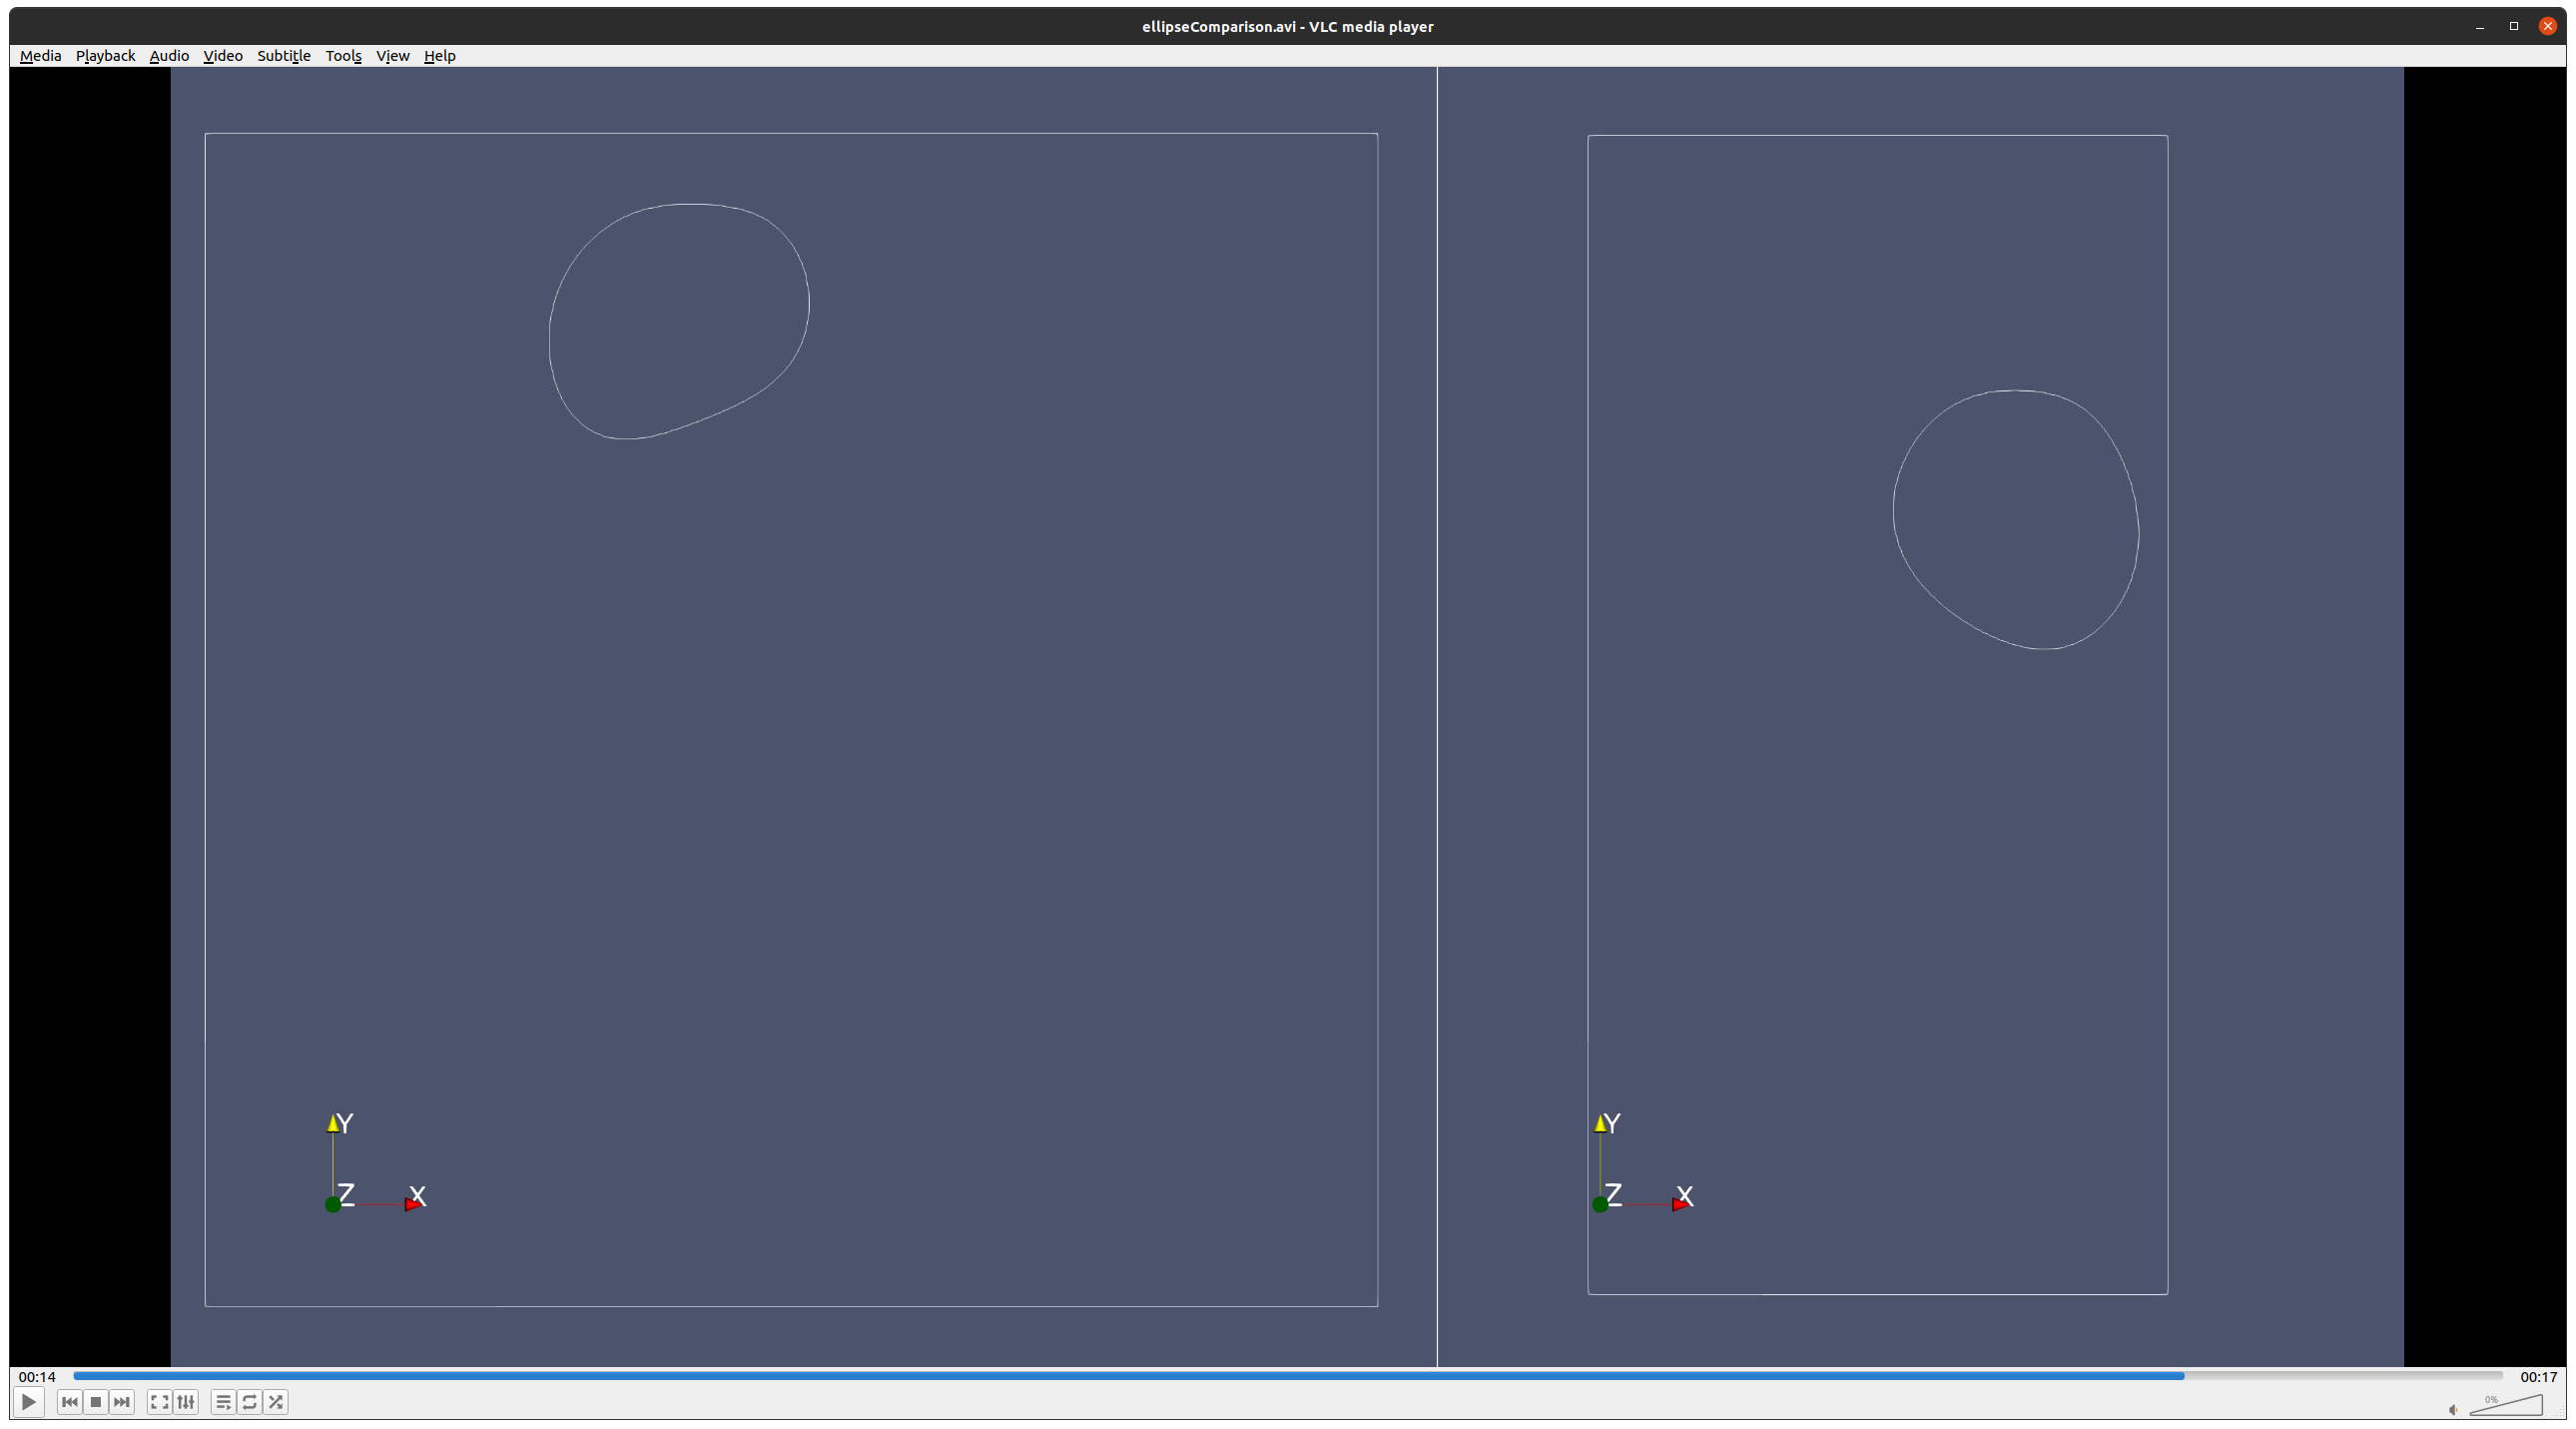 ellipseComparison.avi - VLC media player
Media Playback Audio Video Subtitle Tools View Help
Y
Z X
Y
Z X
00:14 00:17
0%